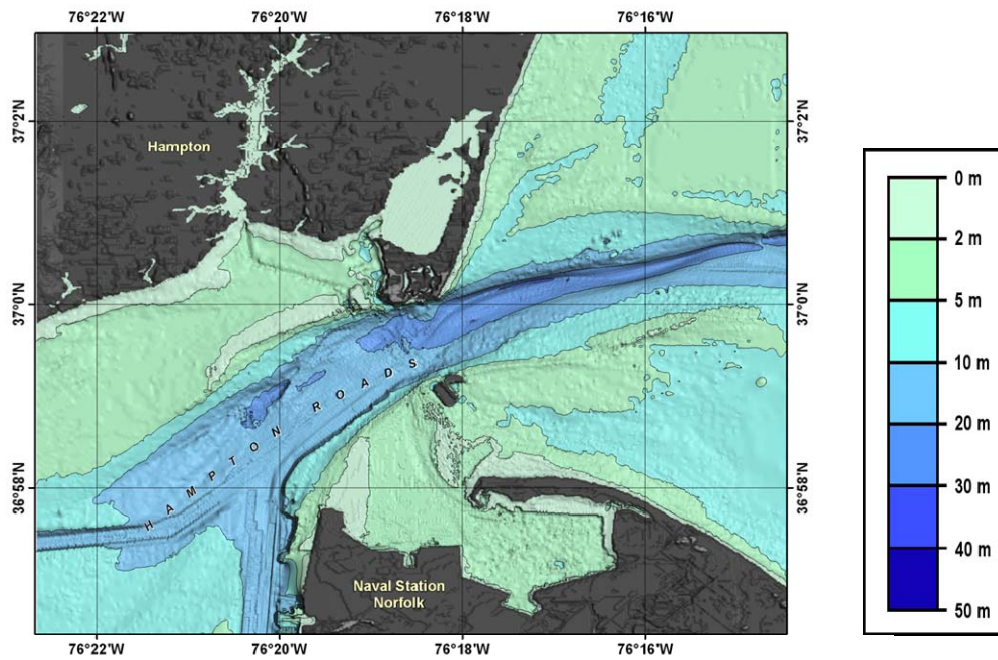 76°22'W 76°20'W 76°18'W 76°16'W
37°2'N 37°2'N
Hampton
37°0'N 37°0'N
HAMPTON ROADS
36°58'N 36°58'N
Naval Station
Norfolk
76°22'W 76°20'W 76°18'W 76°16'W
0 m
2 m
5 m
10 m
20 m
30 m
40 m
50 m